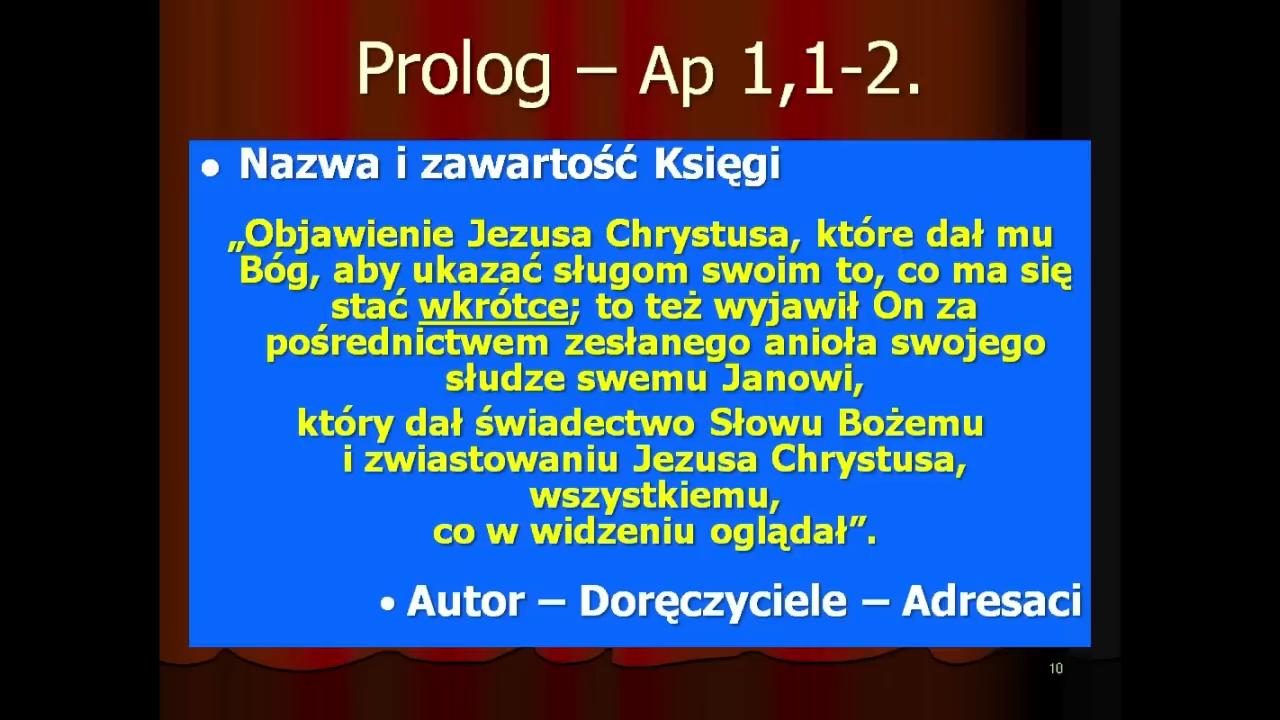 Prolog – Ap 1,1-2.
● Nazwa i zawartość Księgi
„Objawienie Jezusa Chrystusa, które dał mu
Bóg, aby ukazać sługom swoim to, co ma się
stać wkrótce; to też wyjawił On za
pośrednictwem zesłanego anioła swojego
słudze swemu Janowi,
który dał świadectwo Słowu Bożemu
i zwiastowaniu Jezusa Chrystusa,
wszystkiemu,
co w widzeniu oglądał”.
• Autor – Doręczyciele – Adresaci
10